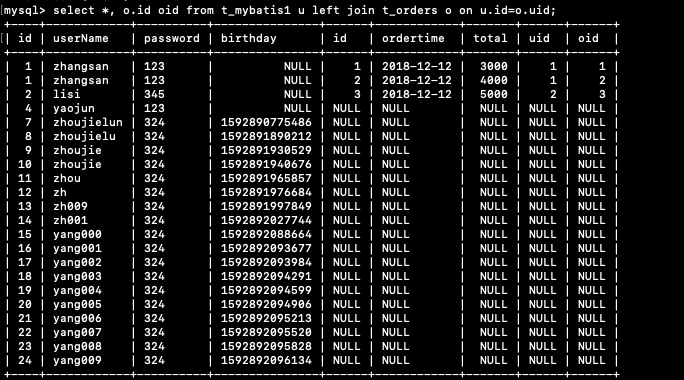 [mysql> select *, o.id oid from t_mybatis1 u left join t_orders o on u.id=o.uid;
+----+-------------+----------+---------------+------+------------+-------+------+------+
[| id | userName | password | birthday | id | ordertime | total | uid | oid |
+----+-------------+----------+---------------+------+------------+-------+------+------+
| 1 | zhangsan | 123 | NULL | 1 | 2018-12-12 | 3000 | 1 | 1 |
| 1 | zhangsan | 123 | NULL | 2 | 2018-12-12 | 4000 | 1 | 2 |
| 2 | lisi | 345 | NULL | 3 | 2018-12-12 | 5000 | 2 | 3 |
| 4 | yaojun | 123 | NULL | NULL | NULL | NULL | NULL | NULL |
| 7 | zhoujielun | 324 | 1592890775486 | NULL | NULL | NULL | NULL | NULL |
| 8 | zhoujielu | 324 | 1592891890212 | NULL | NULL | NULL | NULL | NULL |
| 9 | zhoujie | 324 | 1592891930529 | NULL | NULL | NULL | NULL | NULL |
| 10 | zhoujie | 324 | 1592891940676 | NULL | NULL | NULL | NULL | NULL |
| 11 | zhou | 324 | 1592891965857 | NULL | NULL | NULL | NULL | NULL |
| 12 | zh | 324 | 1592891976684 | NULL | NULL | NULL | NULL | NULL |
| 13 | zh009 | 324 | 1592891997849 | NULL | NULL | NULL | NULL | NULL |
| 14 | zh001 | 324 | 1592892027744 | NULL | NULL | NULL | NULL | NULL |
| 15 | yang000 | 324 | 1592892088664 | NULL | NULL | NULL | NULL | NULL |
| 16 | yang001 | 324 | 1592892093677 | NULL | NULL | NULL | NULL | NULL |
| 17 | yang002 | 324 | 1592892093984 | NULL | NULL | NULL | NULL | NULL |
| 18 | yang003 | 324 | 1592892094291 | NULL | NULL | NULL | NULL | NULL |
| 19 | yang004 | 324 | 1592892094599 | NULL | NULL | NULL | NULL | NULL |
| 20 | yang005 | 324 | 1592892094906 | NULL | NULL | NULL | NULL | NULL |
| 21 | yang006 | 324 | 1592892095213 | NULL | NULL | NULL | NULL | NULL |
| 22 | yang007 | 324 | 1592892095520 | NULL | NULL | NULL | NULL | NULL |
| 23 | yang008 | 324 | 1592892095828 | NULL | NULL | NULL | NULL | NULL |
| 24 | yang009 | 324 | 1592892096134 | NULL | NULL | NULL | NULL | NULL |
+----+-------------+----------+---------------+------+------------+-------+------+------+